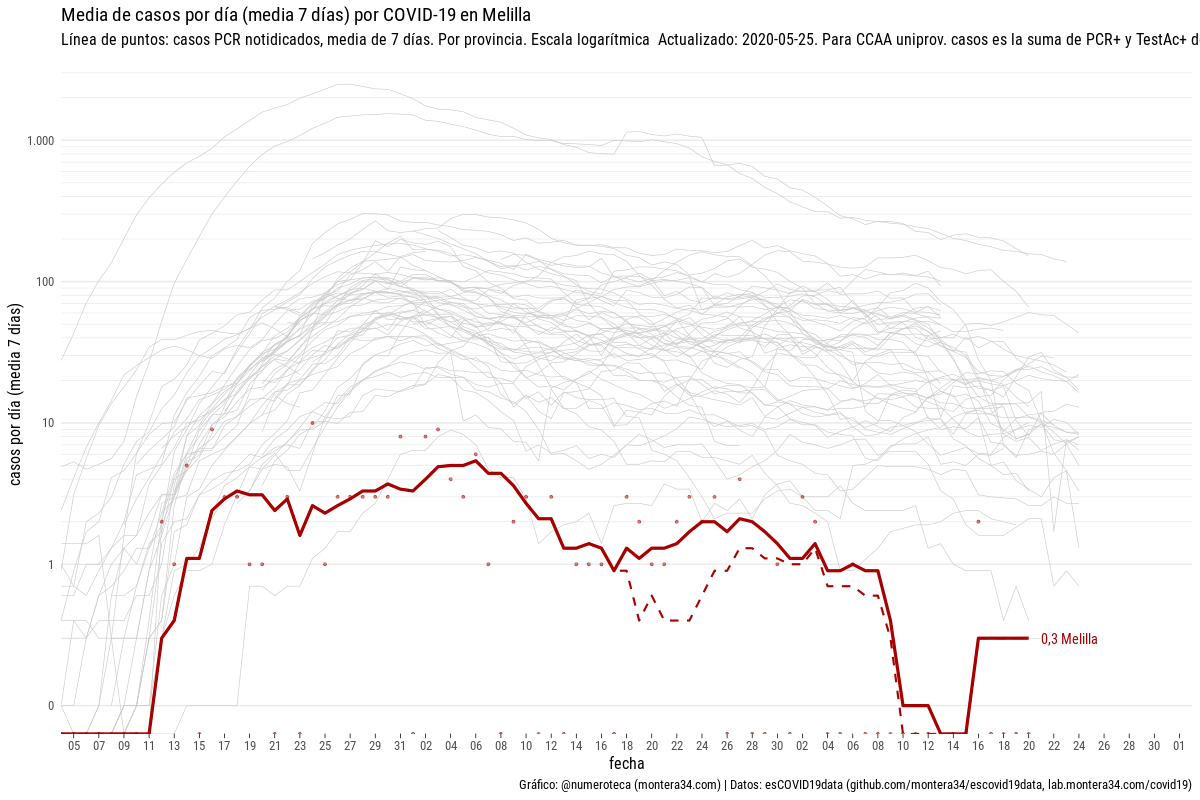 Media de casos por día (media 7 días) por COVID-19 en Melilla
Línea de puntos: casos PCR notidicados, media de 7 días. Por provincia. Escala logarítmica  Actualizado: 2020-05-25. Para CCAA uniprov. casos es la suma de PCR+ y TestAc+ d
casos por día (media 7 días)
1.000
100
10
1
0
0,3 Melilla
05 07 09 11 13 15 17 19 21 23 25 27 29 31 02 04 06 08 10 12 14 16 18 20 22 24 26 28 30 02 04 06 08 10 12 14 16 18 20 22 24 26 28 30 01
fecha
Gráfico: @numeroteca (montera34.com) | Datos: esCOVID19data (github.com/montera34/escovid19data, lab.montera34.com/covid19)